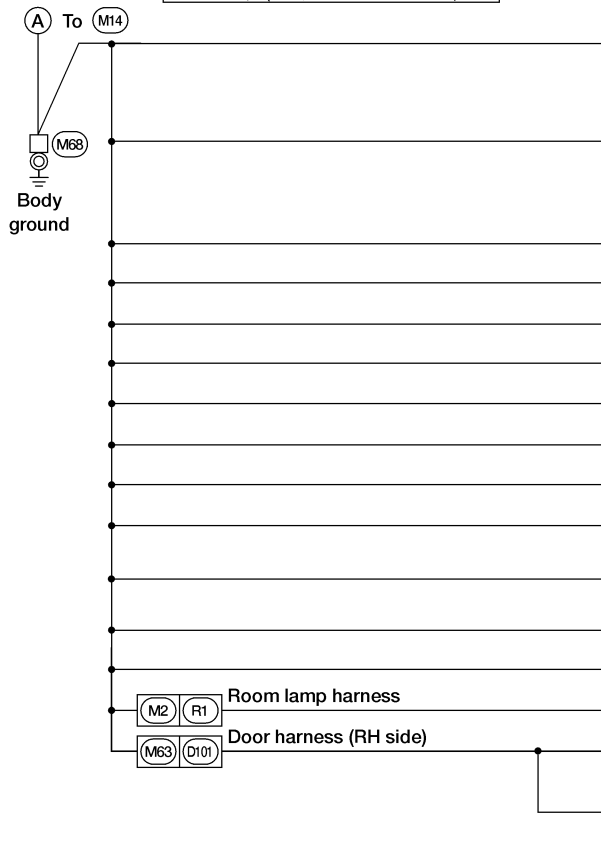 A To M14
M68
Body
ground
Room lamp harness
M2 R1
Door harness (RH side)
M63 D101